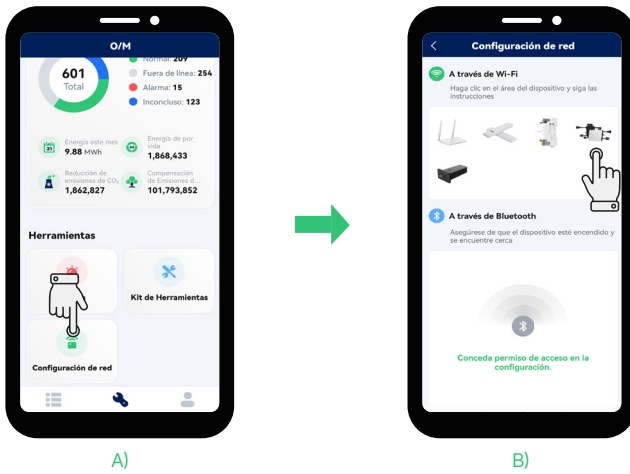 O/M
Normal: 209
601
Total
Fuera de línea: 254
Alarma: 15
Inconcluso: 123
Energía este mes
9.88 MWh
Energía de por
vida
1,868,433
Reducción de
emisiones de CO₂
1,862,827
Compensación
de Emisiones d...
101,793,852
Herramientas
Kit de Herramientas
Configuración de red
A)
Configuración de red
A través de Wi-Fi
Haga clic en el área del dispositivo y siga las
instrucciones
A través de Bluetooth
Asegúrese de que el dispositivo esté encendido y
se encuentre cerca
Conceda permiso de acceso en la
configuración.
B)